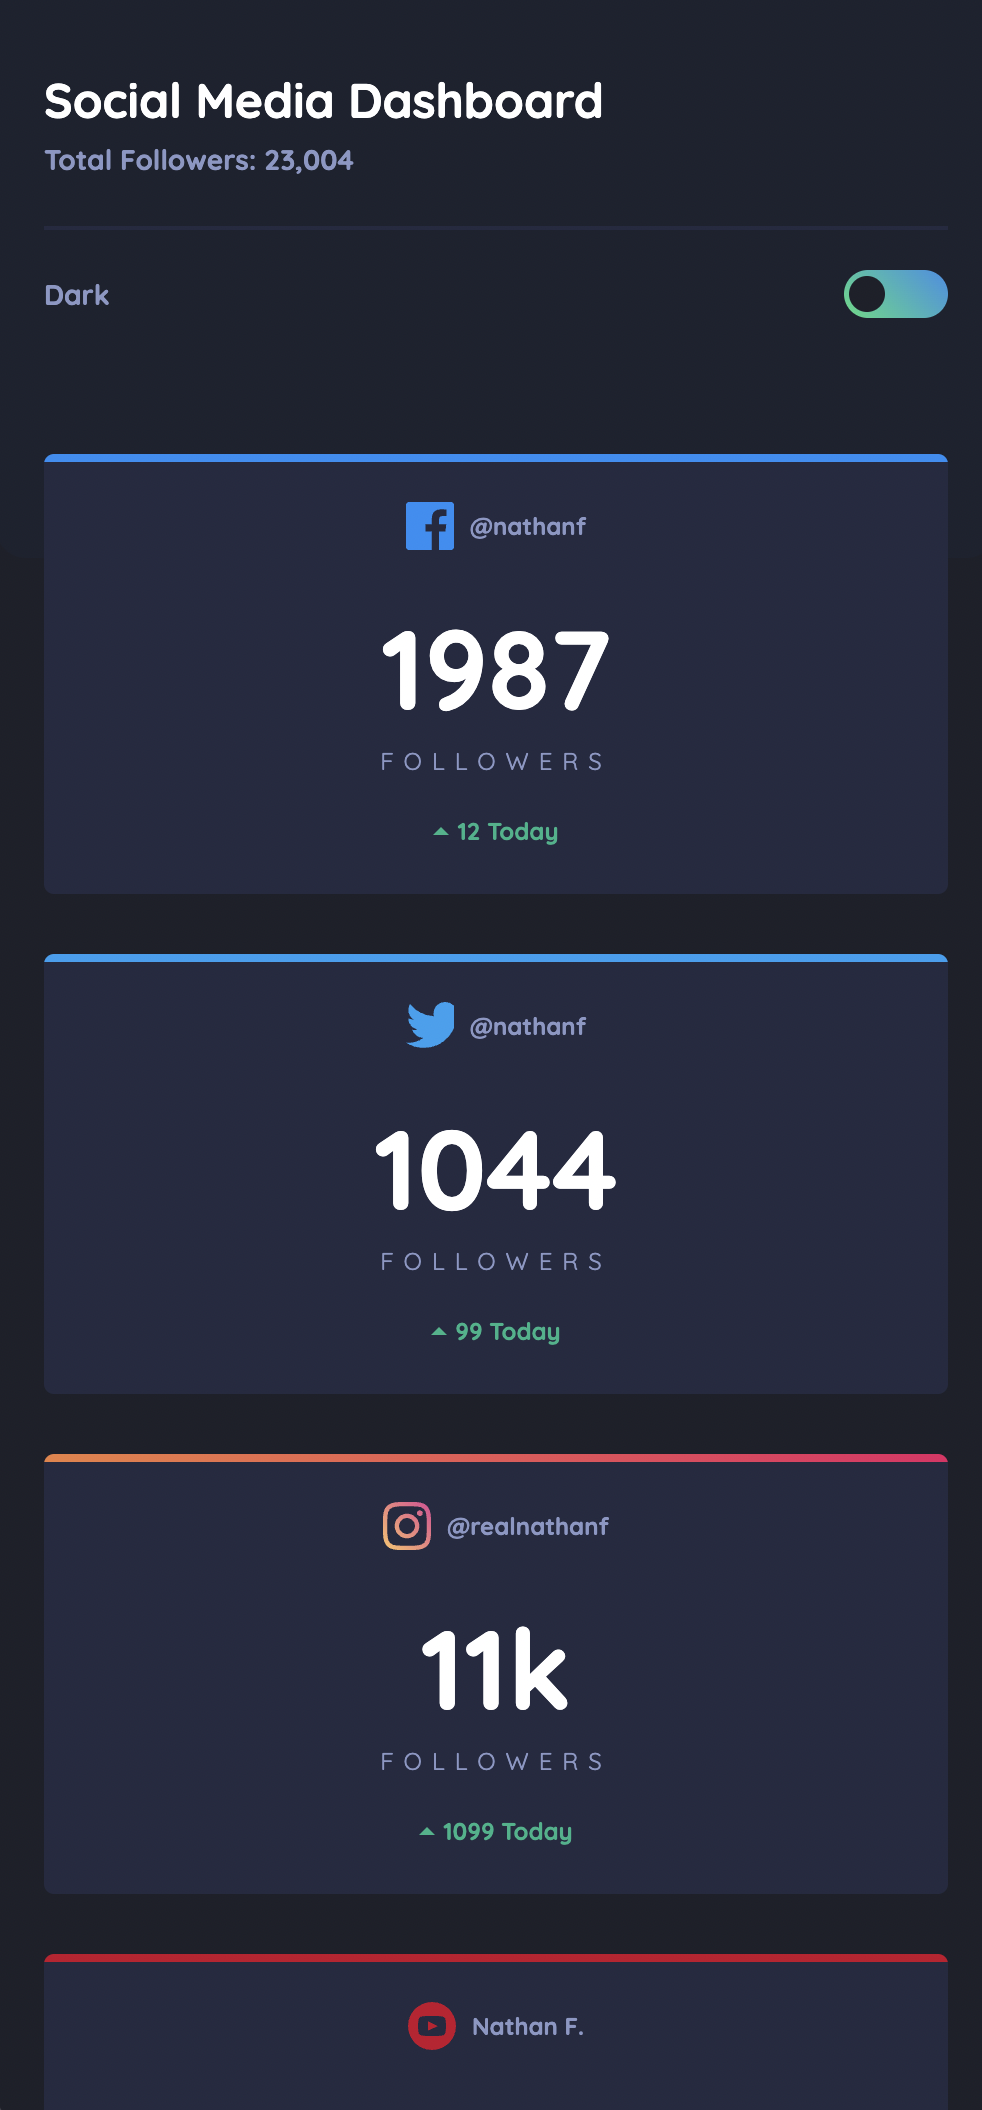 Social Media Dashboard
Total Followers: 23,004
Dark
@nathanf
1987
FOLLOWERS
12 Today
@nathanf
1044
FOLLOWERS
99 Today
@realnathanf
11k
FOLLOWERS
1099 Today
Nathan F.